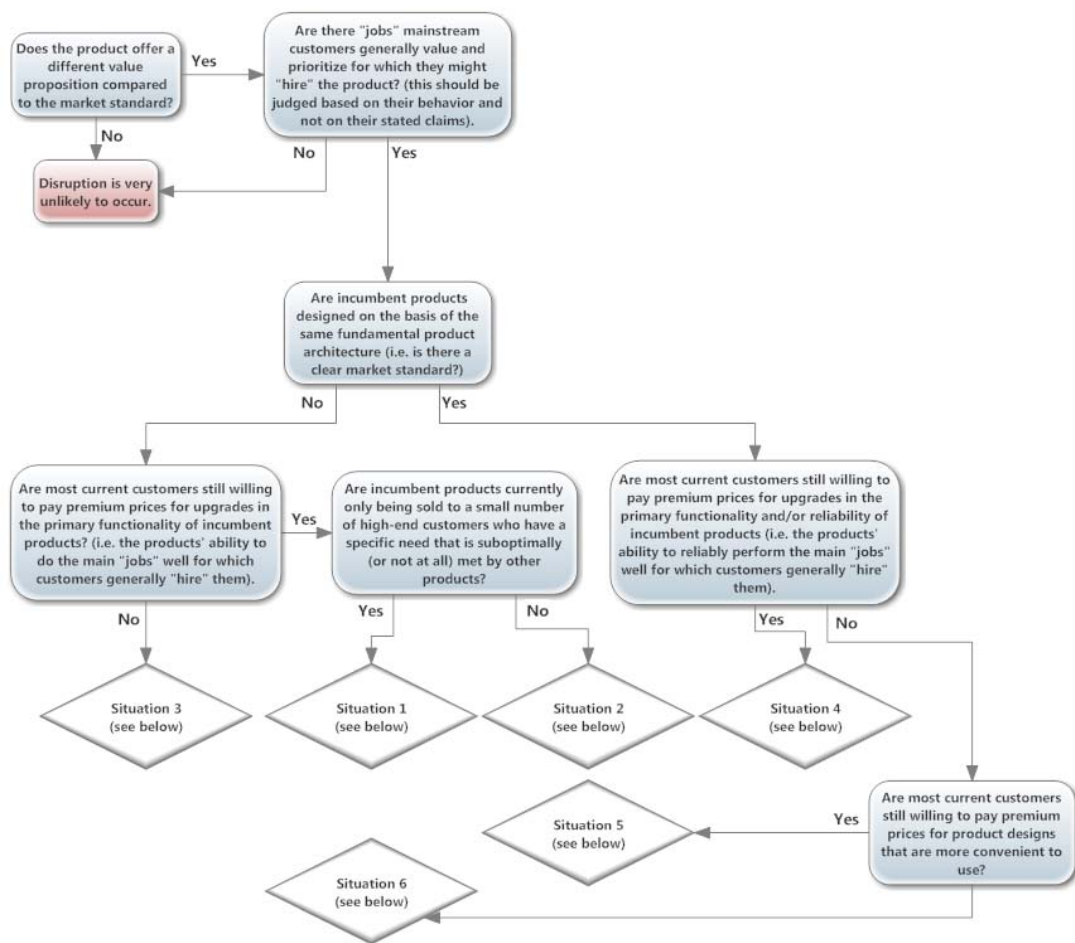 Does the product offer a
different value
proposition compared
to the market standard?
Yes
Are there "jobs" mainstream
customers generally value and
prioritize for which they might
"hire" the product? (this should be
judged based on their behavior and
not on their stated claims).
No
Disruption is very
unlikely to occur.
No
Yes
Are incumbent products
designed on the basis of the
same fundamental product
architecture (i.e. is there a
clear market standard?)
No
Yes
Are most current customers still willing
to pay premium prices for upgrades in
the primary functionality of incumbent
products? (i.e. the products' ability to
do the main "jobs" well for which
customers generally "hire" them).
Yes
Are incumbent products currently
only being sold to a small number
of high-end customers who have a
specific need that is suboptimally
(or not at all) met by other
products?
Are most current customers still willing to
pay premium prices for upgrades in the
primary functionality and/or reliability of
incumbent products (i.e. the products'
ability to reliably perform the main "jobs"
well for which customers generally "hire"
them).
No
Yes
No
Yes
No
Situation 3
(see below)
Situation 1
(see below)
Situation 2
(see below)
Situation 4
(see below)
Are most current customers
still willing to pay premium
prices for product designs
that are more convenient to
use?
Yes
Situation 5
(see below)
Situation 6
(see below)